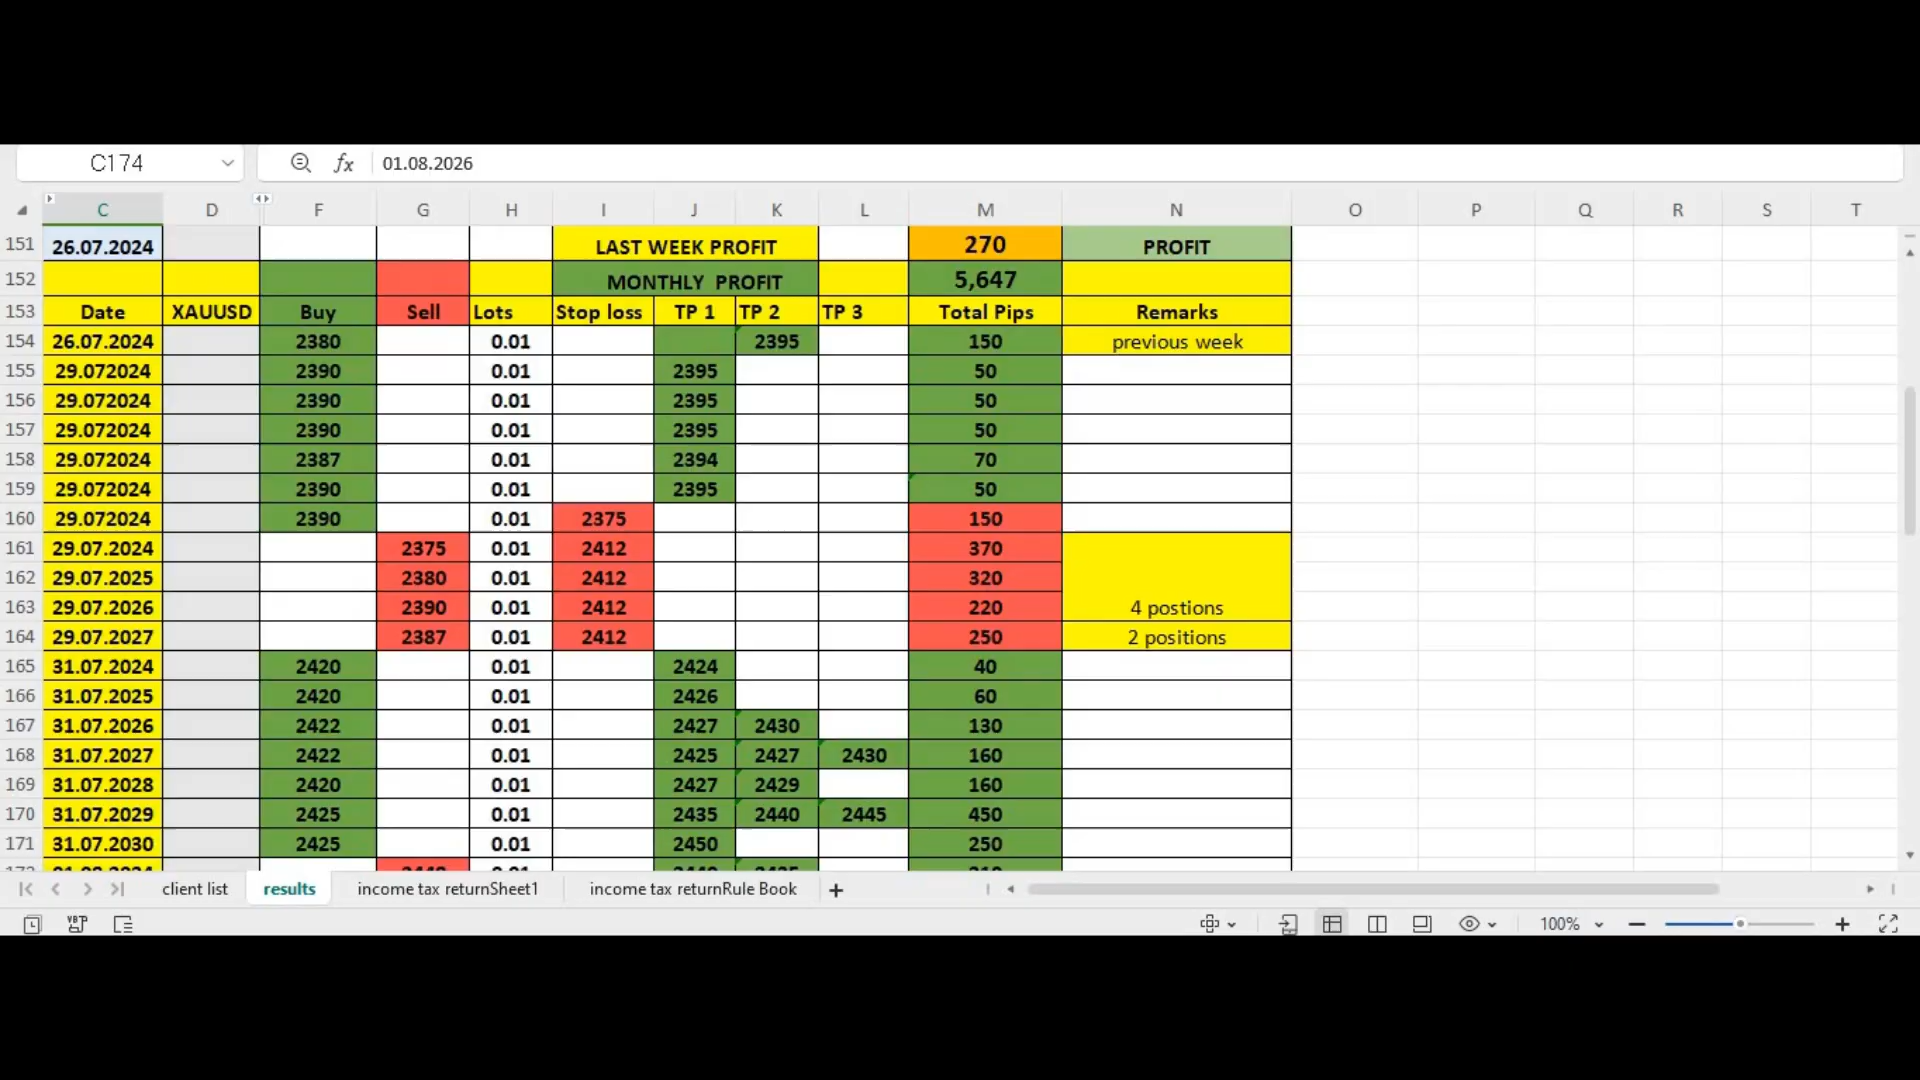 C174 fx 01.08.2026
C D F G H I J K L M N O P Q R S T
151 26.07.2024 LAST WEEK PROFIT 270 PROFIT
152 MONTHLY PROFIT 5,647
153 Date XAUUSD Buy Sell Lots Stop loss TP 1 TP 2 TP 3 Total Pips Remarks
154 26.07.2024 2380 0.01 2395 150 previous week
155 29.072024 2390 0.01 2395 50
156 29.072024 2390 0.01 2395 50
157 29.072024 2390 0.01 2395 50
158 29.072024 2387 0.01 2394 70
159 29.072024 2390 0.01 2395 50
160 29.072024 2390 0.01 2375 150
161 29.07.2024 2375 0.01 2412 370
162 29.07.2025 2380 0.01 2412 320
163 29.07.2026 2390 0.01 2412 220 4 postions
164 29.07.2027 2387 0.01 2412 250 2 positions
165 31.07.2024 2420 0.01 2424 40
166 31.07.2025 2420 0.01 2426 60
167 31.07.2026 2422 0.01 2427 2430 130
168 31.07.2027 2422 0.01 2425 2427 2430 160
169 31.07.2028 2420 0.01 2427 2429 160
170 31.07.2029 2425 0.01 2435 2440 2445 450
171 31.07.2030 2425 0.01 2450 250
client list results income tax returnSheet1 income tax returnRule Book +
100%